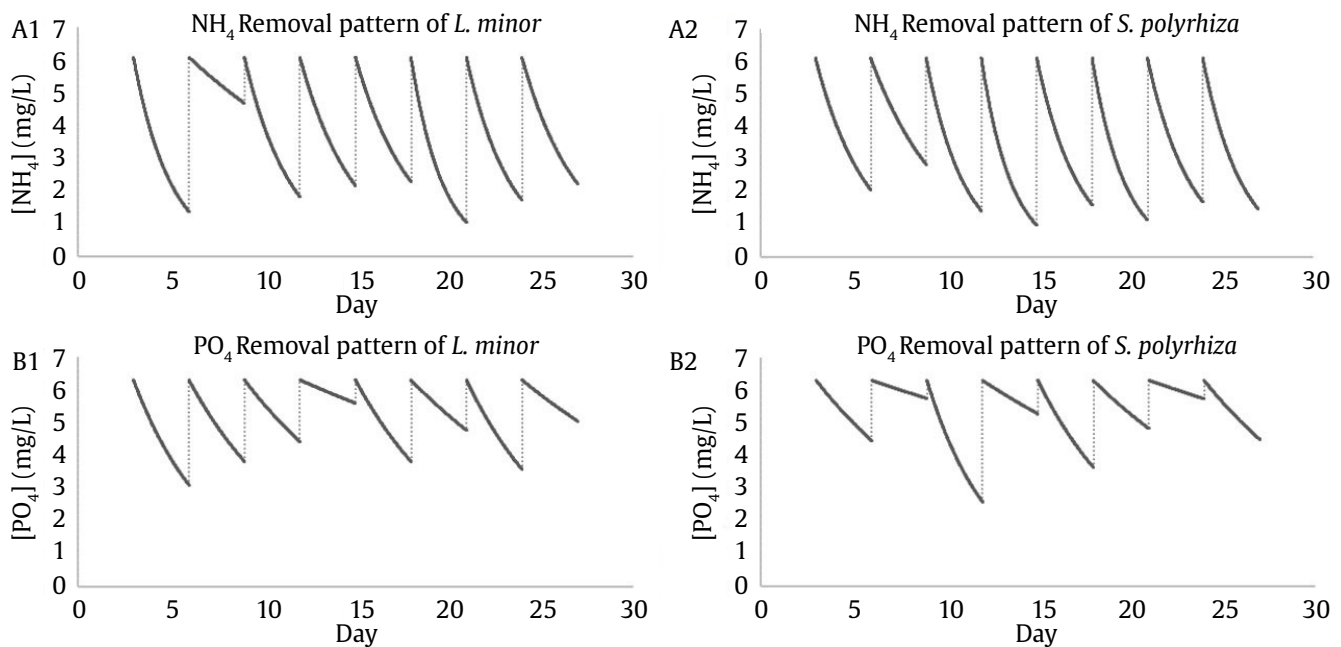 A1
NH4 Removal pattern of L. minor
[NH4] (mg/L)
7
6
5
4
3
2
1
0
0 5 10 15 20 25 30
Day
A2
NH4 Removal pattern of S. polyrhiza
[NH4] (mg/L)
7
6
5
4
3
2
1
0
0 5 10 15 20 25 30
Day
B1
PO4 Removal pattern of L. minor
[PO4] (mg/L)
7
6
5
4
3
2
1
0
0 5 10 15 20 25 30
Day
B2
PO4 Removal pattern of S. polyrhiza
[PO4] (mg/L)
7
6
5
4
3
2
1
0
0 5 10 15 20 25 30
Day